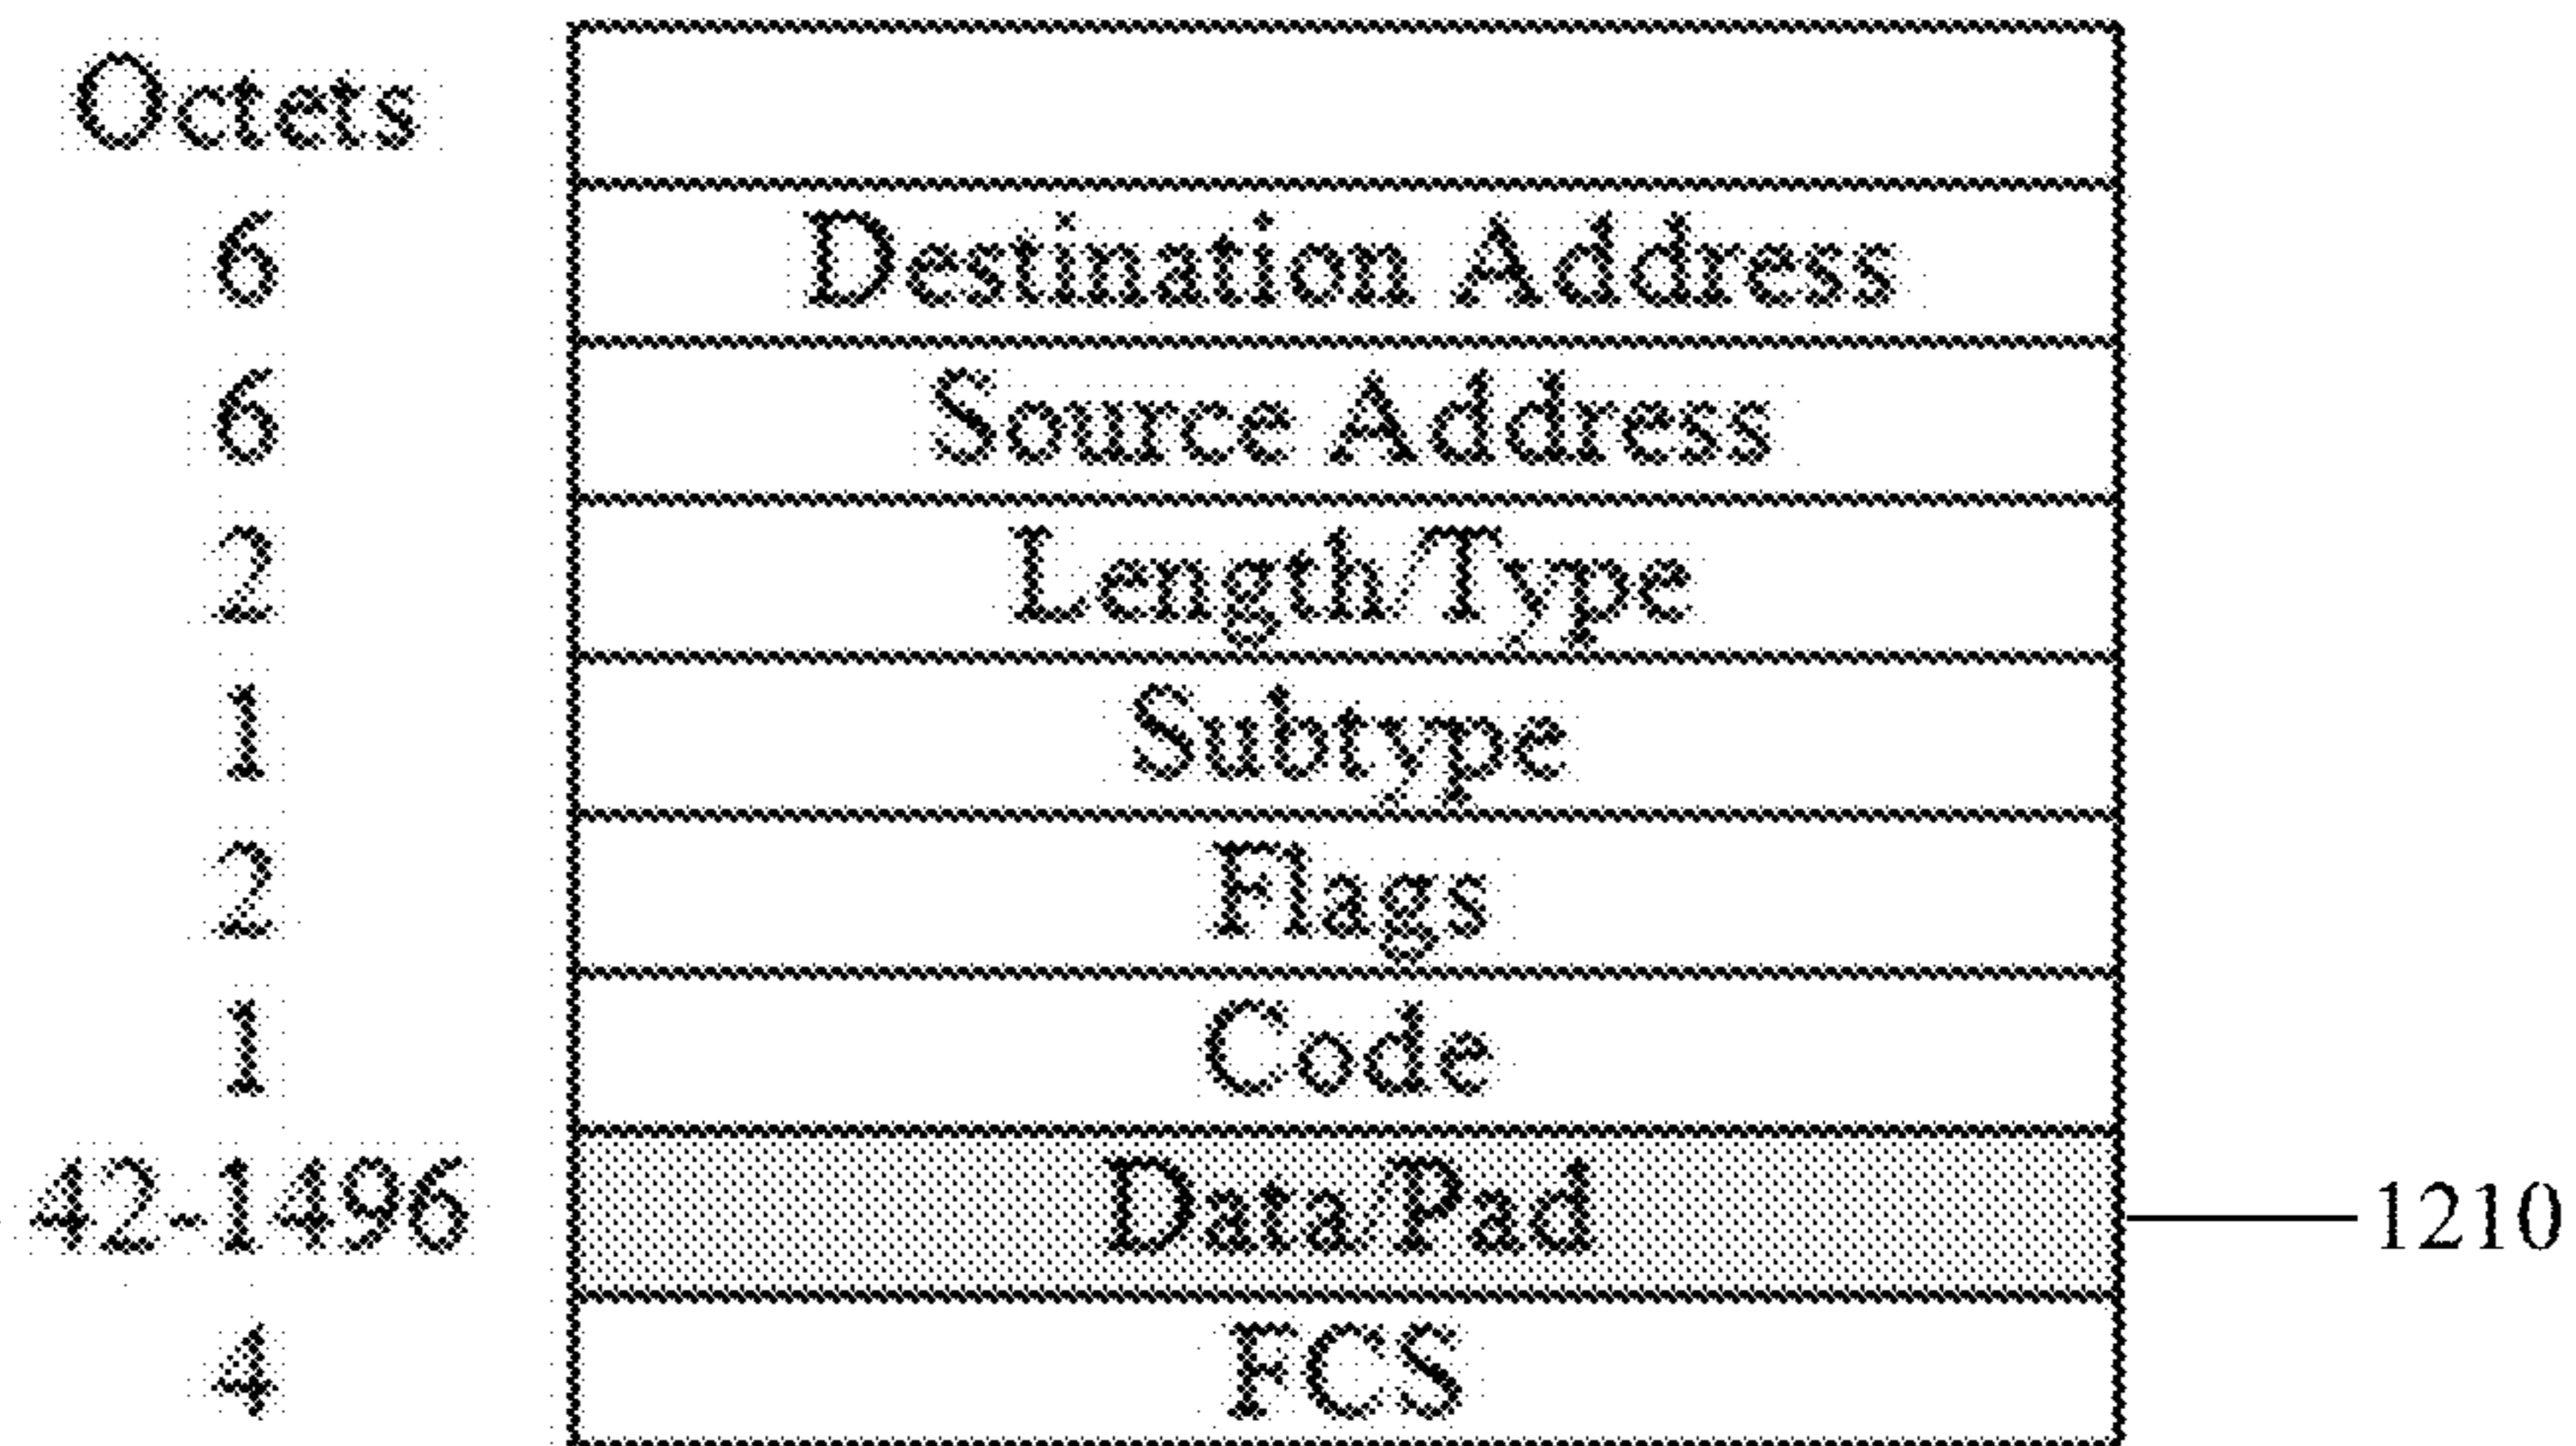 Octets
6 Destination Address
6 Source Address
2 Length/Type
1 Subtype
2 Flags
1 Code
42-1496 Data/Pad 1210
4 FCS